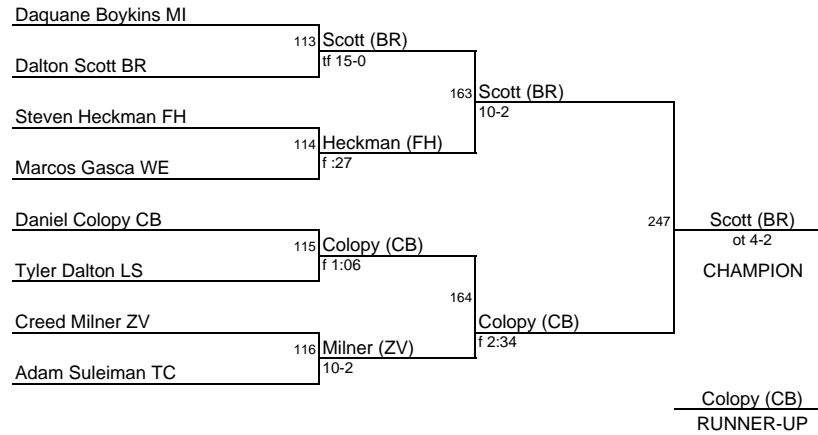 Daquane Boykins MI
113 Scott (BR)
Dalton Scott BR
tf 15-0
163 Scott (BR)
10-2
Steven Heckman FH
114 Heckman (FH)
f :27
Marcos Gasca WE
Daniel Colopy CB
247 Scott (BR)
ot 4-2
115 Colopy (CB)
f 1:06
Tyler Dalton LS
CHAMPION
164
Creed Milner ZV
Colopy (CB)
f 2:34
116 Milner (ZV)
10-2
Adam Suleiman TC
Colopy (CB)
RUNNER-UP